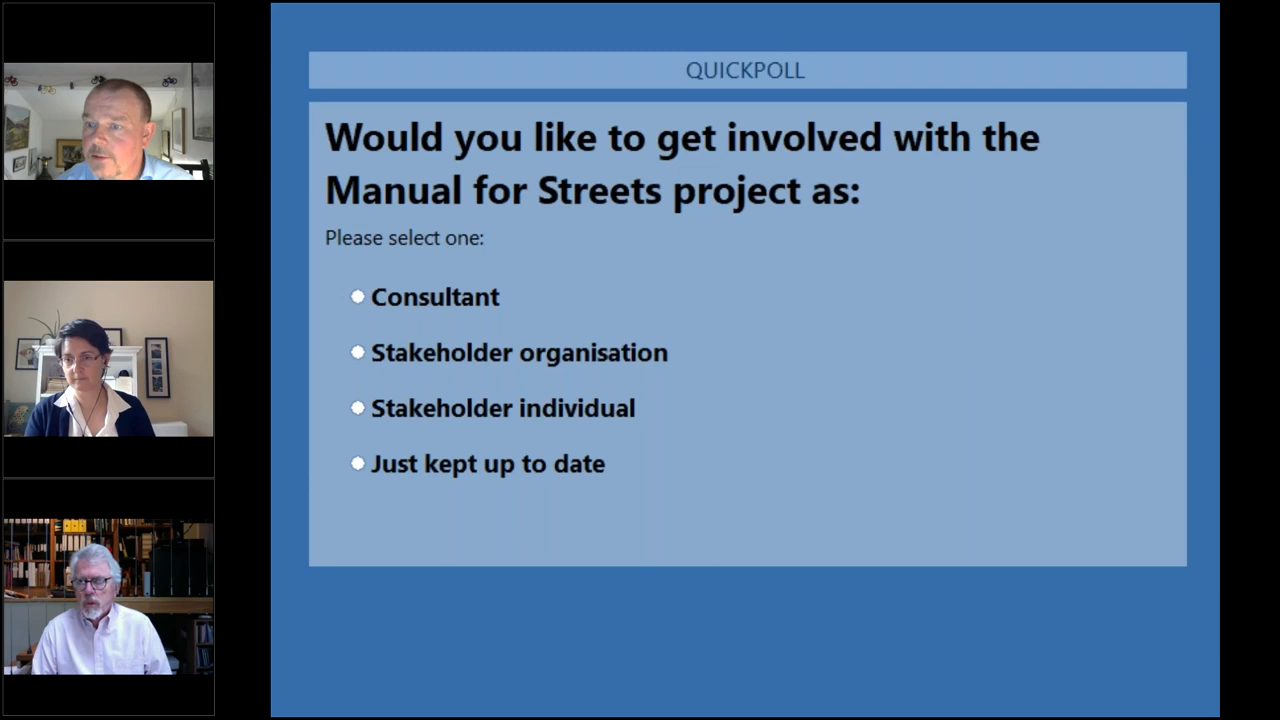 QUICKPOLL
Would you like to get involved with the
Manual for Streets project as:
Please select one:
Consultant
Stakeholder organisation
Stakeholder individual
Just kept up to date